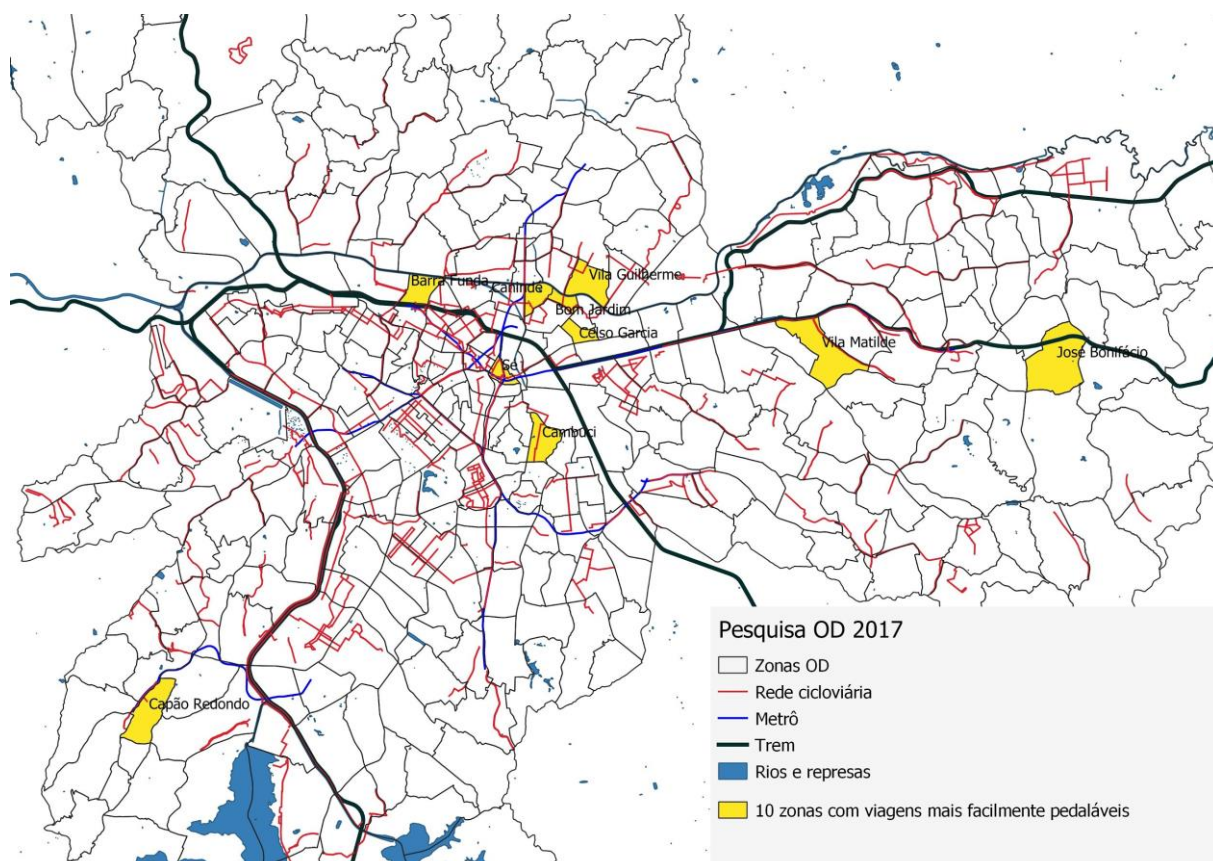 Barra Funda
Canindé
Vila Guilherme
Bom Jardim
Celso Garcia
Sé
Vila Matilde
José Bonifácio
Cambuci
Capão Redondo
Pesquisa OD 2017
Zonas OD
Rede cicloviária
Metrô
Trem
Rios e represas
10 zonas com viagens mais facilmente pedaláveis